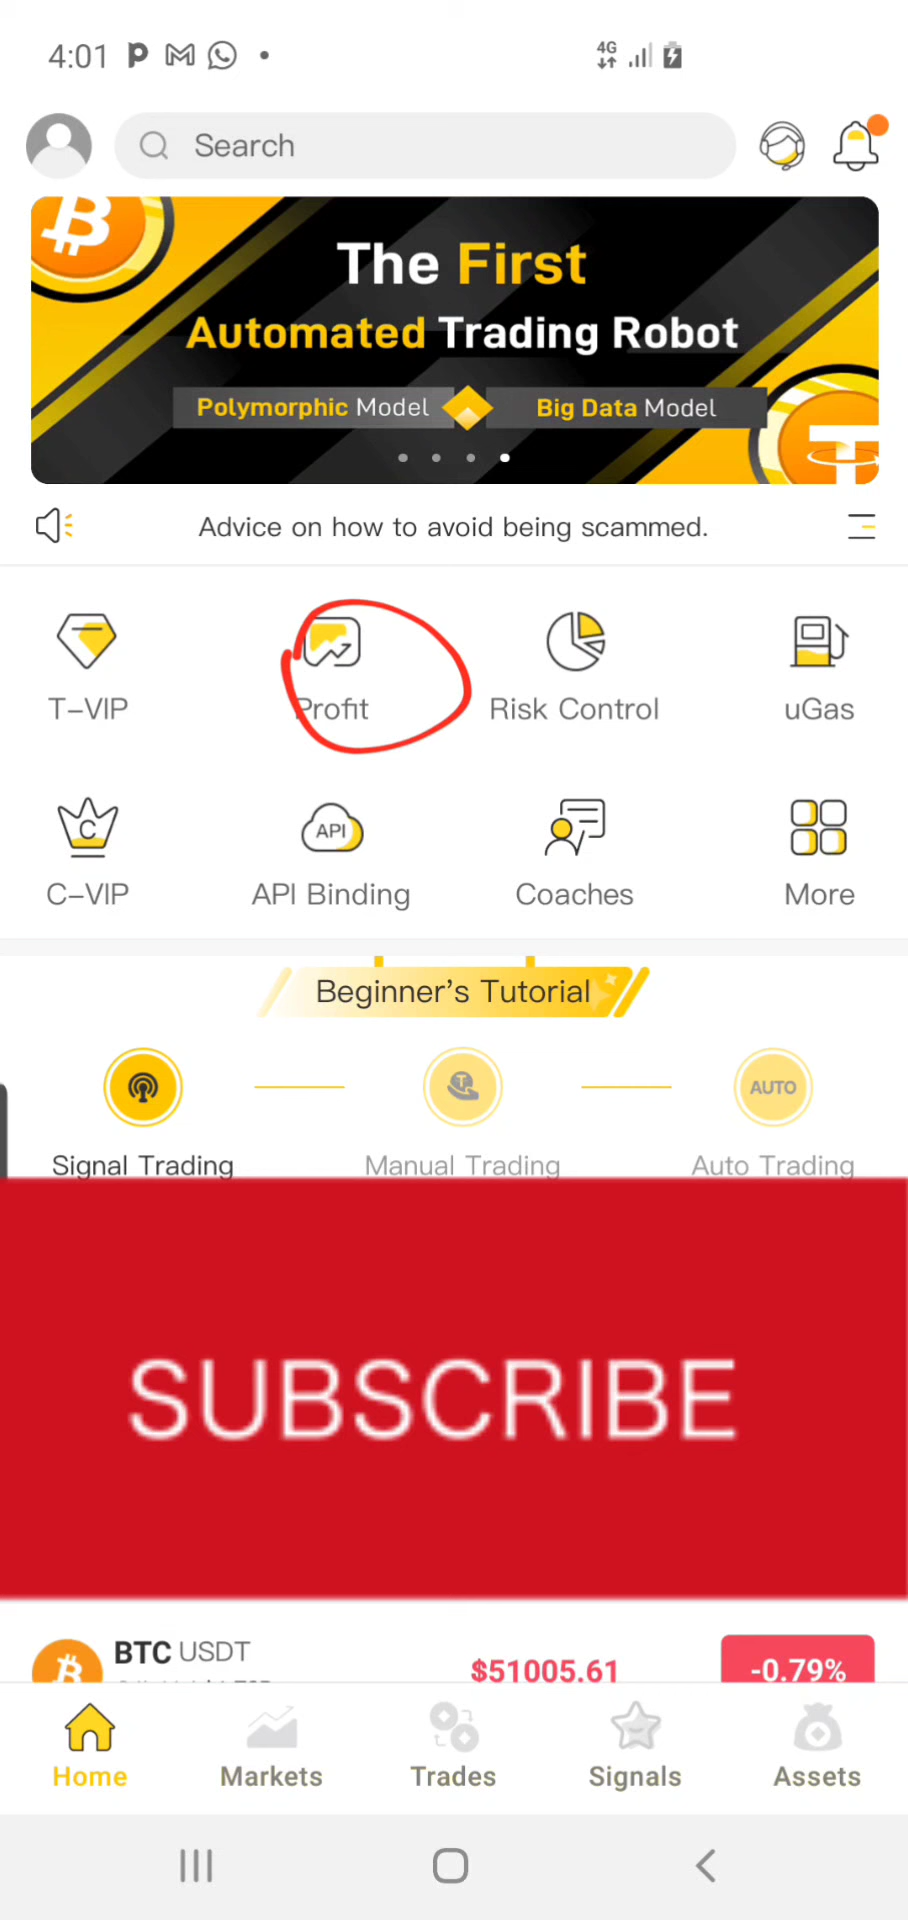 4:01
4G
Search
The First
Automated Trading Robot
Polymorphic Model
Big Data Model
Advice on how to avoid being scammed.
T-VIP
Profit
Risk Control
uGas
C
API
C-VIP
API Binding
Coaches
More
Beginner's Tutorial
AUTO
Signal Trading
Manual Trading
Auto Trading
SUBSCRIBE
BTC USDT
$51005.61
-0.79%
Home
Markets
Trades
Signals
Assets